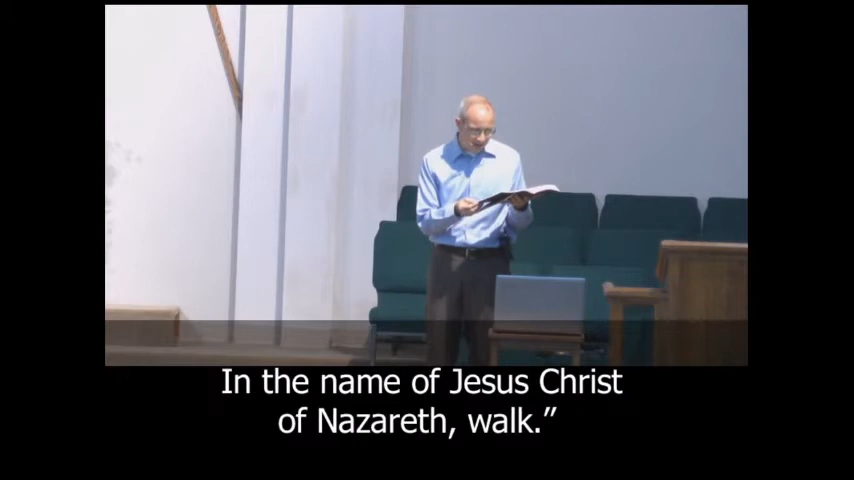 In the name of Jesus Christ
of Nazareth, walk.”